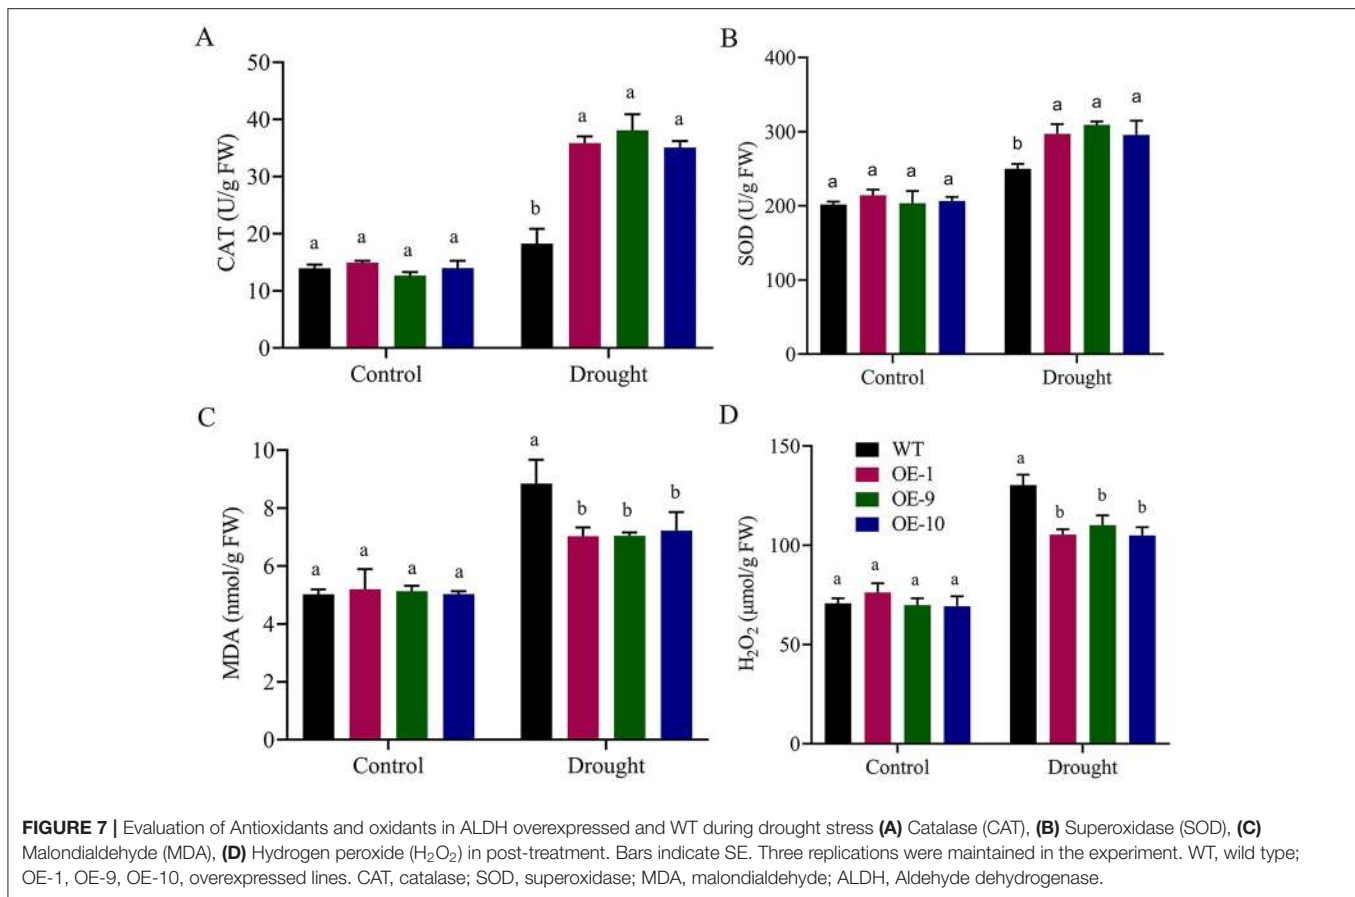 A
CAT (U/g FW)
50
40
30
20
10
0
a
a
a
a
b
a
a
a
Control
Drought
B
SOD (U/g FW)
400
300
200
100
0
a
a
a
a
b
a
a
a
Control
Drought
C
MDA (nmol/g FW)
10
8
6
4
2
0
a
a
a
a
a
b
b
b
Control
Drought
D
H₂O₂ (μmol/g FW)
150
100
50
0
WT
OE-1
OE-9
OE-10
a
a
a
a
a
b
b
b
Control
Drought
FIGURE 7 | Evaluation of Antioxidants and oxidants in ALDH overexpressed and WT during drought stress (A) Catalase (CAT), (B) Superoxidase (SOD), (C)
Malondialdehyde (MDA), (D) Hydrogen peroxide (H₂O₂) in post-treatment. Bars indicate SE. Three replications were maintained in the experiment. WT, wild type;
OE-1, OE-9, OE-10, overexpressed lines. CAT, catalase; SOD, superoxidase; MDA, malondialdehyde; ALDH, Aldehyde dehydrogenase.